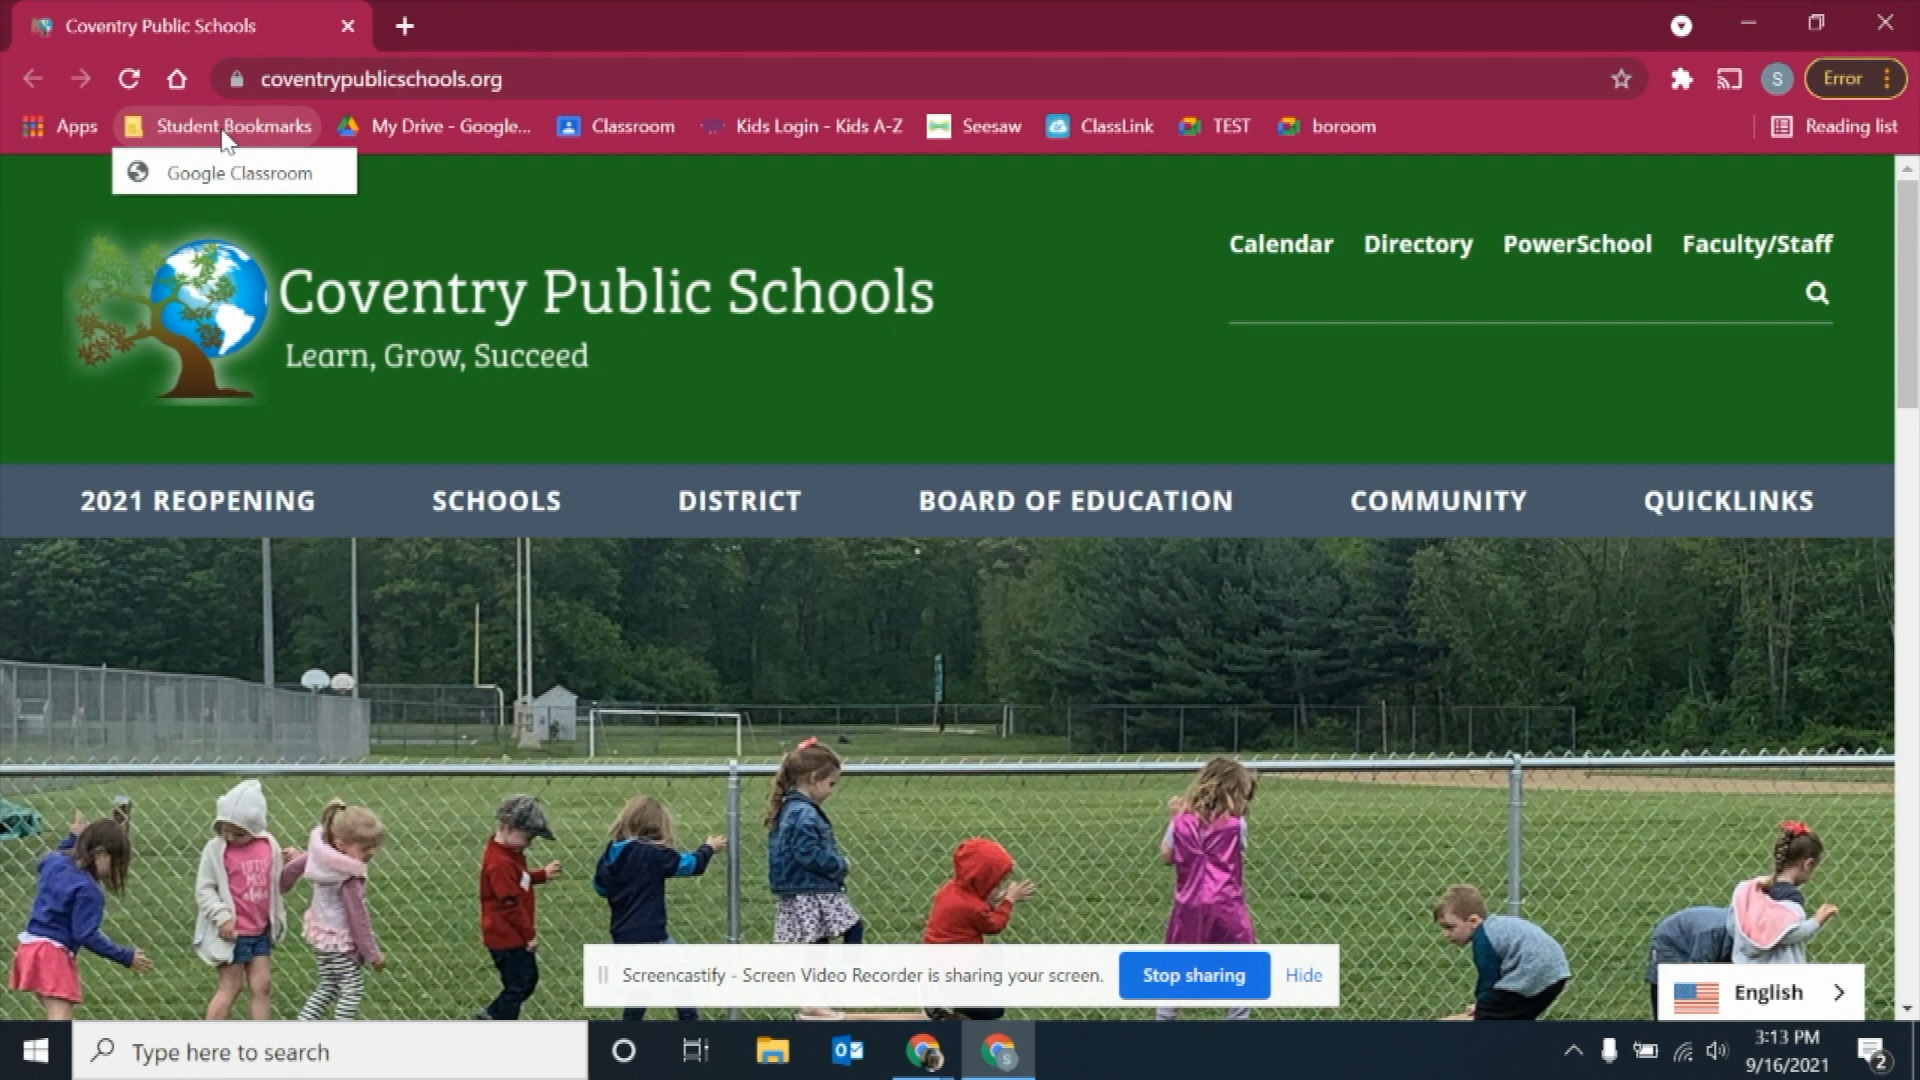 Coventry Public Schools
coventrypublicschools.org
Error
Apps
Student Bookmarks
My Drive - Google...
Classroom
Kids Login - Kids A-Z
Seesaw
ClassLink
TEST
boroom
Reading list
Google Classroom
Calendar
Directory
PowerSchool
Faculty/Staff
Coventry Public Schools
Learn, Grow, Succeed
2021 REOPENING
SCHOOLS
DISTRICT
BOARD OF EDUCATION
COMMUNITY
QUICKLINKS
LITTLE
MISS
Screencastify - Screen Video Recorder is sharing your screen.
Stop sharing
Hide
English
Type here to search
3:13 PM
9/16/2021
2
S
S